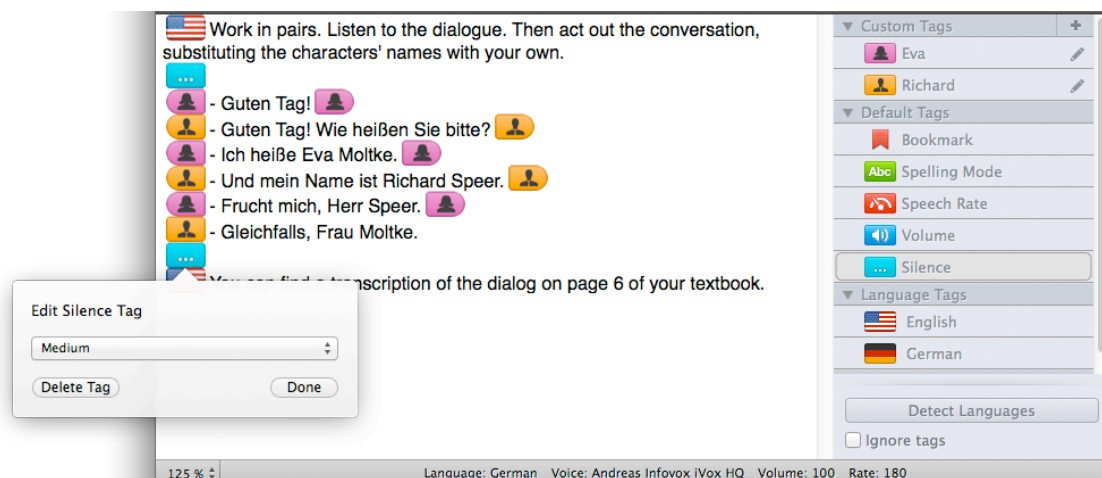 Work in pairs. Listen to the dialogue. Then act out the conversation,
substituting the characters' names with your own.
...
- Guten Tag!
- Guten Tag! Wie heißen Sie bitte?
- Ich heiße Eva Moltke.
- Und mein Name ist Richard Speer.
- Frucht mich, Herr Speer.
- Gleichfalls, Frau Moltke.
...
You can find a transcription of the dialog on page 6 of your textbook.
Edit Silence Tag
Medium
Delete Tag Done
Custom Tags +
Eva
Richard
Default Tags
Bookmark
Abc Spelling Mode
Speech Rate
Volume
... Silence
Language Tags
English
German
Detect Languages
Ignore tags
125 % Language: German Voice: Andreas Infovox iVox HQ Volume: 100 Rate: 180